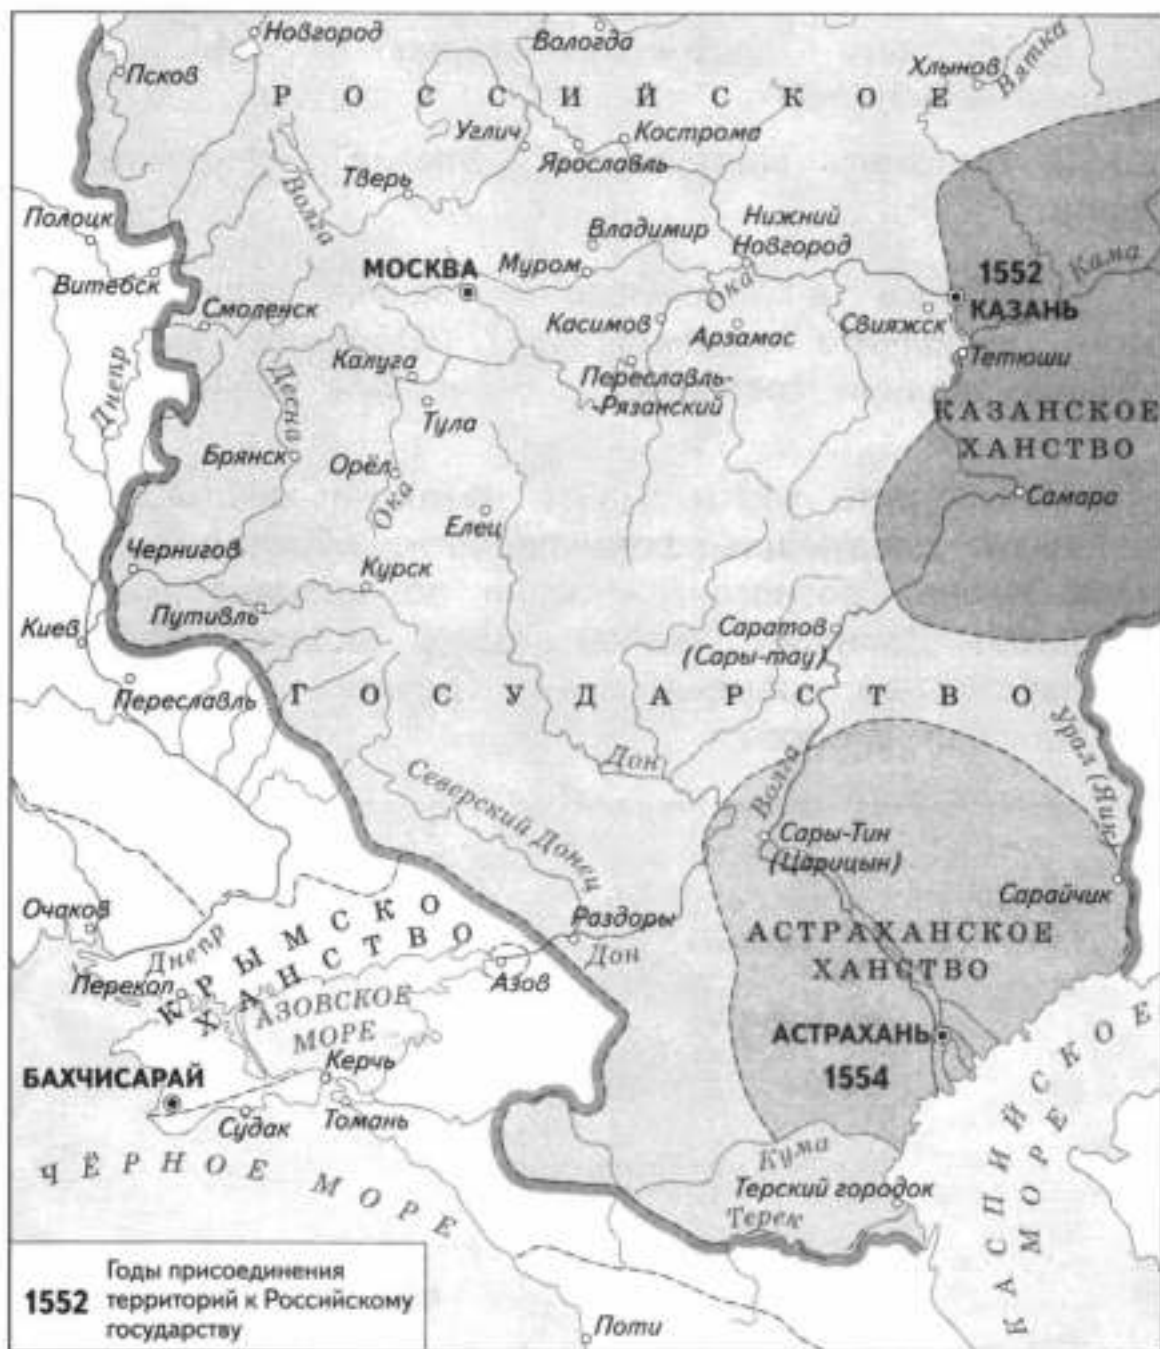 Новгород
Вологда
Хлынов
Вятка
Псков
РОССИЙСКОЕ
Углич
Кострома
Ярославль
Тверь
Волга
Полоцк
Владимир
Нижний
Новгород
Витебск
МОСКВА
Муром
Ока
1552
КАЗАНЬ
Кама
Смоленск
Касимов
Арзамас
Свияжск
Тетюши
Днепр
Десна
Калуга
Переславль-
-Рязанский
Тула
КАЗАНСКОЕ
ХАНСТВО
Брянск
Орёл
Ока
Елец
Самара
Чернигов
Курск
Киев
Путивль
Саратов
(Сары-тау)
Переславль
ГОСУДАРСТВО
Урал (Яик)
Дон
Волга
Северский Донец
Сары-Тин
(Царицын)
Сарайчик
Очаков
Днепр
КРЫМСКО
ХАНСТВО
Раздоры
Дон
АСТРАХАНСКОЕ
ХАНСТВО
Перекоп
Азов
АЗОВСКОЕ
МОРЕ
АСТРАХАНЬ
1554
БАХЧИСАРАЙ
Керчь
Судак
Томань
ЧЁРНОЕ МОРЕ
Кума
Терский городок
Терек
КАСПИЙСКОЕ
МОРЕ
1552 Годы присоединения
территорий к Российскому
государству
Поти